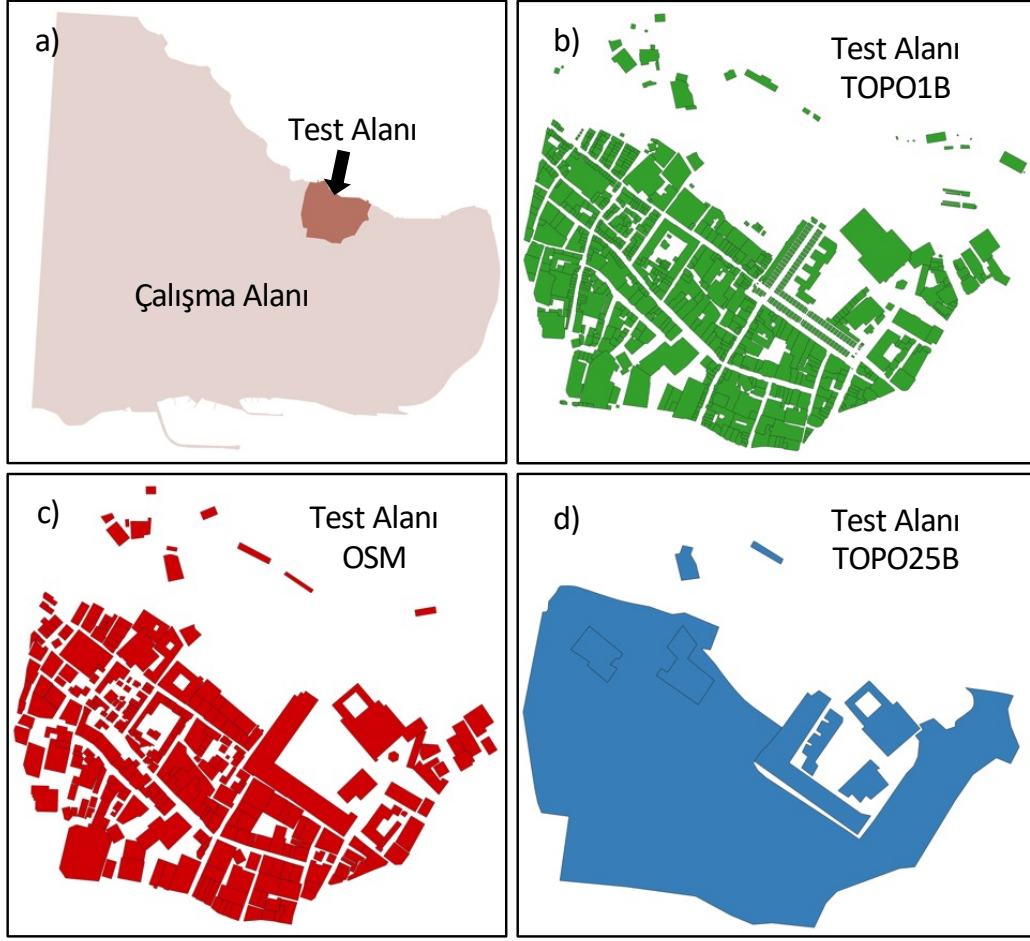 a)
Test Alanı
Çalışma Alanı
b)
Test Alanı
TOPO1B
c)
Test Alanı
OSM
d)
Test Alanı
TOPO25B